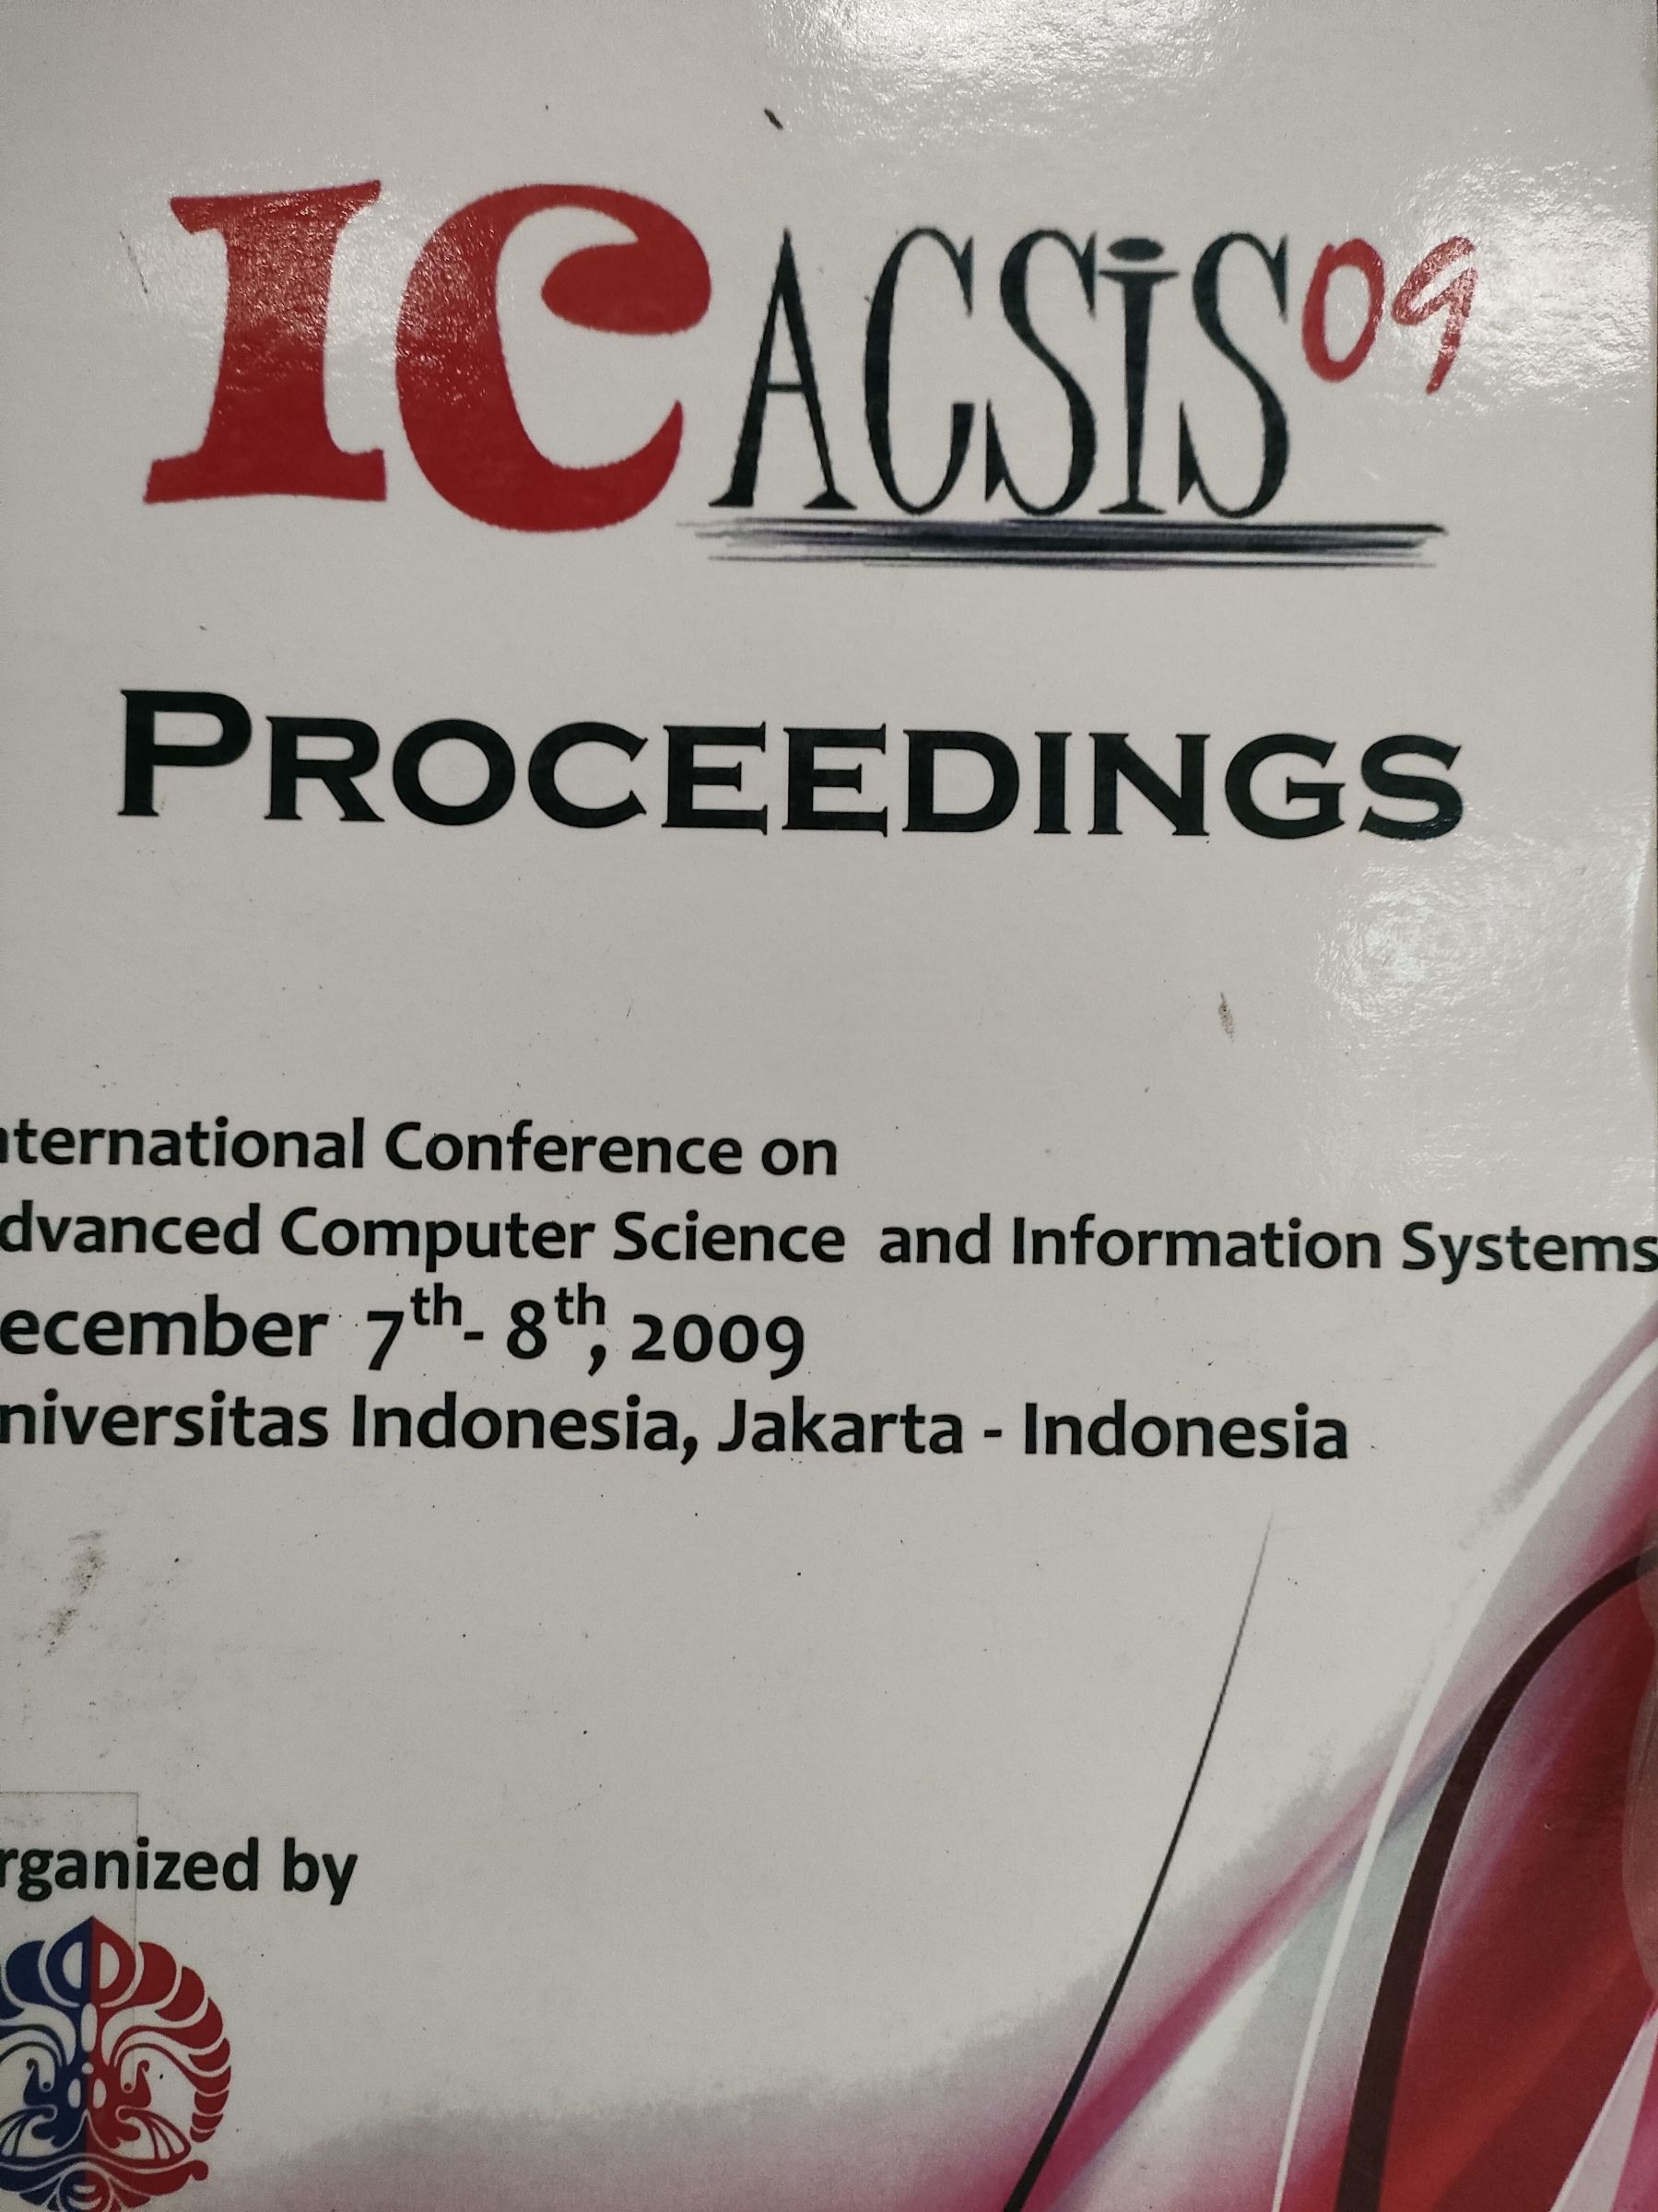 ICACSIS09
PROCEEDINGS
nternational Conference on
dvanced Computer Science and Information Systems
ecember 7th- 8th, 2009
niversitas Indonesia, Jakarta - Indonesia
rganized by